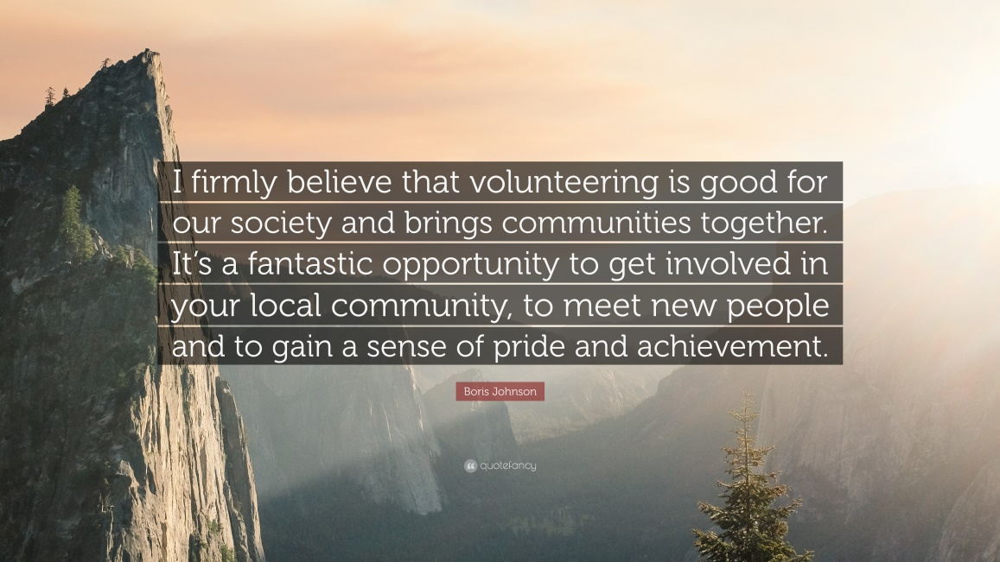 I firmly believe that volunteering is good for
our society and brings communities together.
It’s a fantastic opportunity to get involved in
your local community, to meet new people
and to gain a sense of pride and achievement.
Boris Johnson
quotefancy